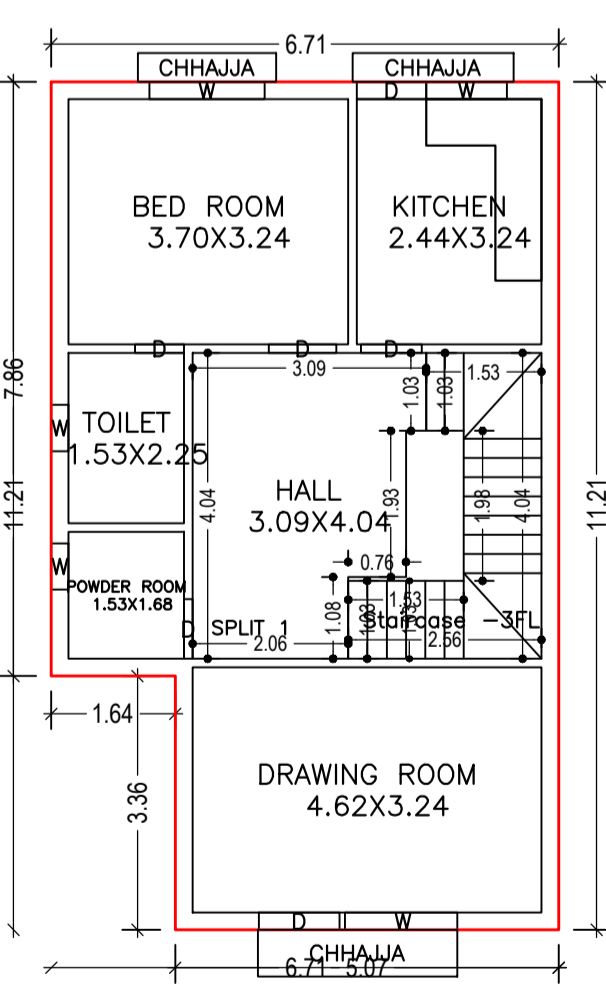 6.71
CHHAJJA
CHHAJJA
W
D
W
BED ROOM
3.70X3.24
KITCHEN
2.44X3.24
D
D
D
7.86
11.21
11.21
3.09
1.03
1.03
1.53
W
TOILET
1.53X2.25
4.04
HALL
3.09X4.04
1.93
1.98
4.04
W
POWDER ROOM
1.53X1.68
0.76
D
SPLIT 1
2.06
1.08
1.03
1.53
1.03
Staircase -3FL
2.56
1.64
3.36
DRAWING ROOM
4.62X3.24
D
W
CHHAJJA
6.71
5.07